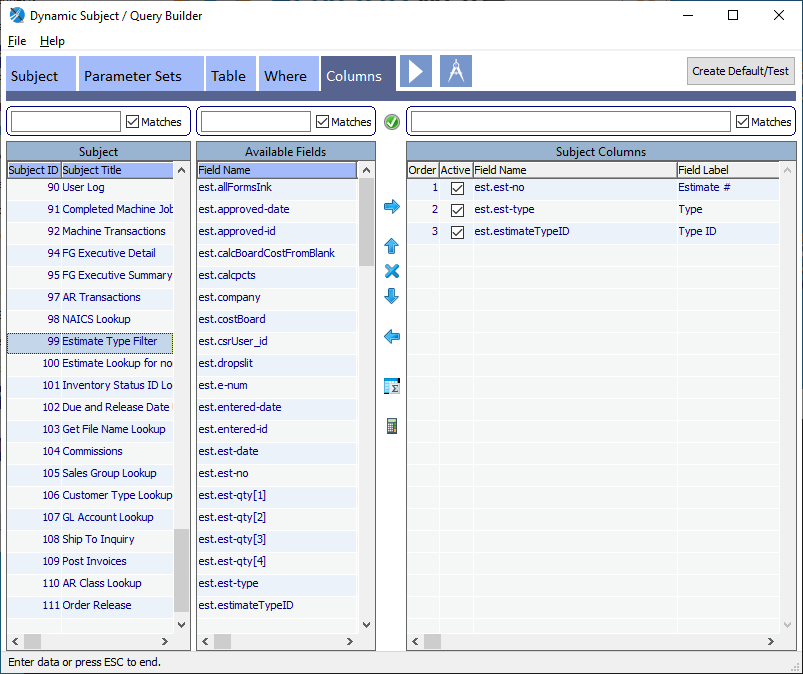 Dynamic Subject / Query Builder
File Help
Subject Parameter Sets Table Where Columns Create Default/Test
Matches Matches Matches
Subject Available Fields Subject Columns
Subject ID Subject Title Field Name Order Active Field Name Field Label
90 User Log est.allFormsInk 1 est.est-no Estimate #
91 Completed Machine Job est.approved-date 2 est.est-type Type
92 Machine Transactions est.approved-id 3 est.estimateTypeID Type ID
94 FG Executive Detail est.calcBoardCostFromBlank
95 FG Executive Summary est.calcpcts
97 AR Transactions est.company
98 NAICS Lookup est.costBoard
99 Estimate Type Filter est.csrUser_id
100 Estimate Lookup for no est.dropslit
101 Inventory Status ID Lo est.e-num
102 Due and Release Date est.entered-date
103 Get File Name Lookup est.entered-id
104 Commissions est.est-date
105 Sales Group Lookup est.est-no
106 Customer Type Lookup est.est-qty[1]
107 GL Account Lookup est.est-qty[2]
108 Ship To Inquiry est.est-qty[3]
109 Post Invoices est.est-qty[4]
110 AR Class Lookup est.est-type
111 Order Release est.estimateTypeID
Enter data or press ESC to end.